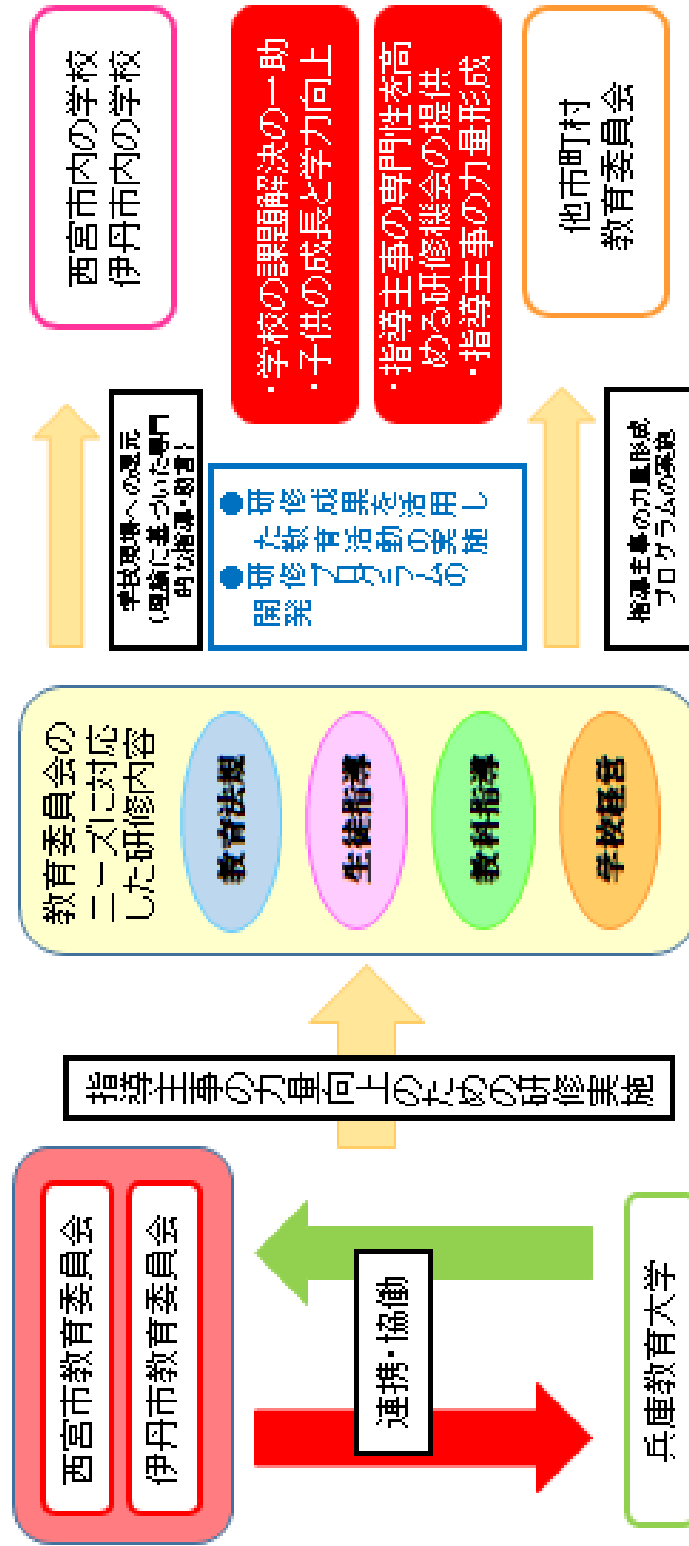 西宮市教育委員会
伊丹市教育委員会
連携・協働
兵庫教育大学
指導主事の力量向上のための研修実施
教育委員会の
ニーズに対応
した研修内容
教育法規
生徒指導
教科指導
学校経営
学校現場への還元
(理論に基づいた専門
的な指導・助言)
●研修成果を活用し
た教育活動の実施
●研修プログラムの
開発
指導主事の力量形成
プログラムの実施
西宮市内の学校
伊丹市内の学校
・学校の課題解決の一助
・子供の成長と学力向上
・指導主事の専門性を高
める研修機会の提供
・指導主事の力量形成
他市町村
教育委員会